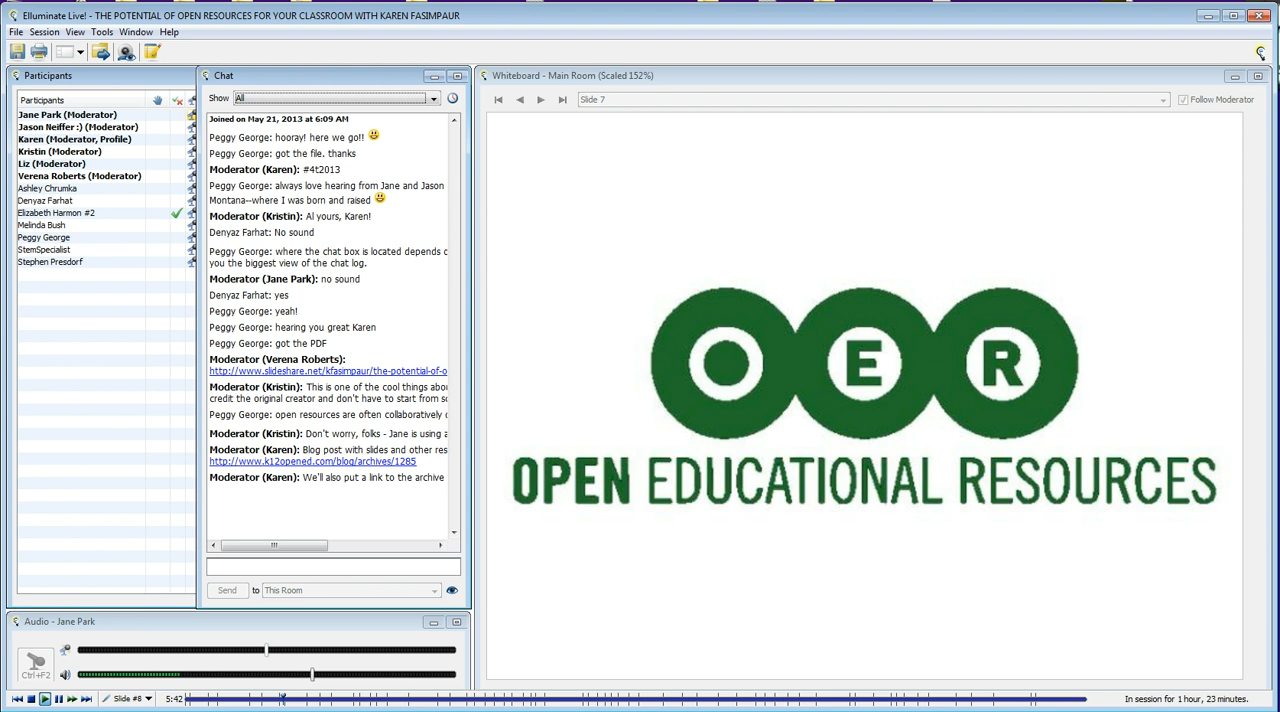 Elluminate Live! - THE POTENTIAL OF OPEN RESOURCES FOR YOUR CLASSROOM WITH KAREN FASIMPAUR
File Session View Tools Window Help
Participants
Participants
Jane Park (Moderator)
Jason Neiffer :) (Moderator)
Karen (Moderator, Profile)
Kristin (Moderator)
Liz (Moderator)
Verena Roberts (Moderator)
Ashley Chrumka
Denyaz Farhat
Elizabeth Harmon #2
Melinda Bush
Peggy George
StemSpecialist
Stephen Presdorf
Chat
Show All
Joined on May 21, 2013 at 6:09 AM
Peggy George: hooray! here we go!!
Peggy George: got the file. thanks
Moderator (Karen): #4t2013
Peggy George: always love hearing from Jane and Jason
Montana--where I was born and raised
Moderator (Kristin): Al yours, Karen!
Denyaz Farhat: No sound
Peggy George: where the chat box is located depends o
you the biggest view of the chat log.
Moderator (Jane Park): no sound
Denyaz Farhat: yes
Peggy George: yeah!
Peggy George: hearing you great Karen
Peggy George: got the PDF
Moderator (Verena Roberts):
http://www.slideshare.net/kfasimpaur/the-potential-of-o
Moderator (Kristin): This is one of the cool things abou
credit the original creator and don't have to start from sc
Peggy George: open resources are often collaboratively c
Moderator (Kristin): Don't worry, folks - Jane is using a
Moderator (Karen): Blog post with slides and other res
http://www.k12opened.com/blog/archives/1285
Moderator (Karen): We'll also put a link to the archive
Send to This Room
Audio - Jane Park
Ctrl+F2
Slide #8 5:42
In session for 1 hour, 23 minutes.
Whiteboard - Main Room (Scaled 152%)
Slide 7
Follow Moderator
O E R
OPEN EDUCATIONAL RESOURCES